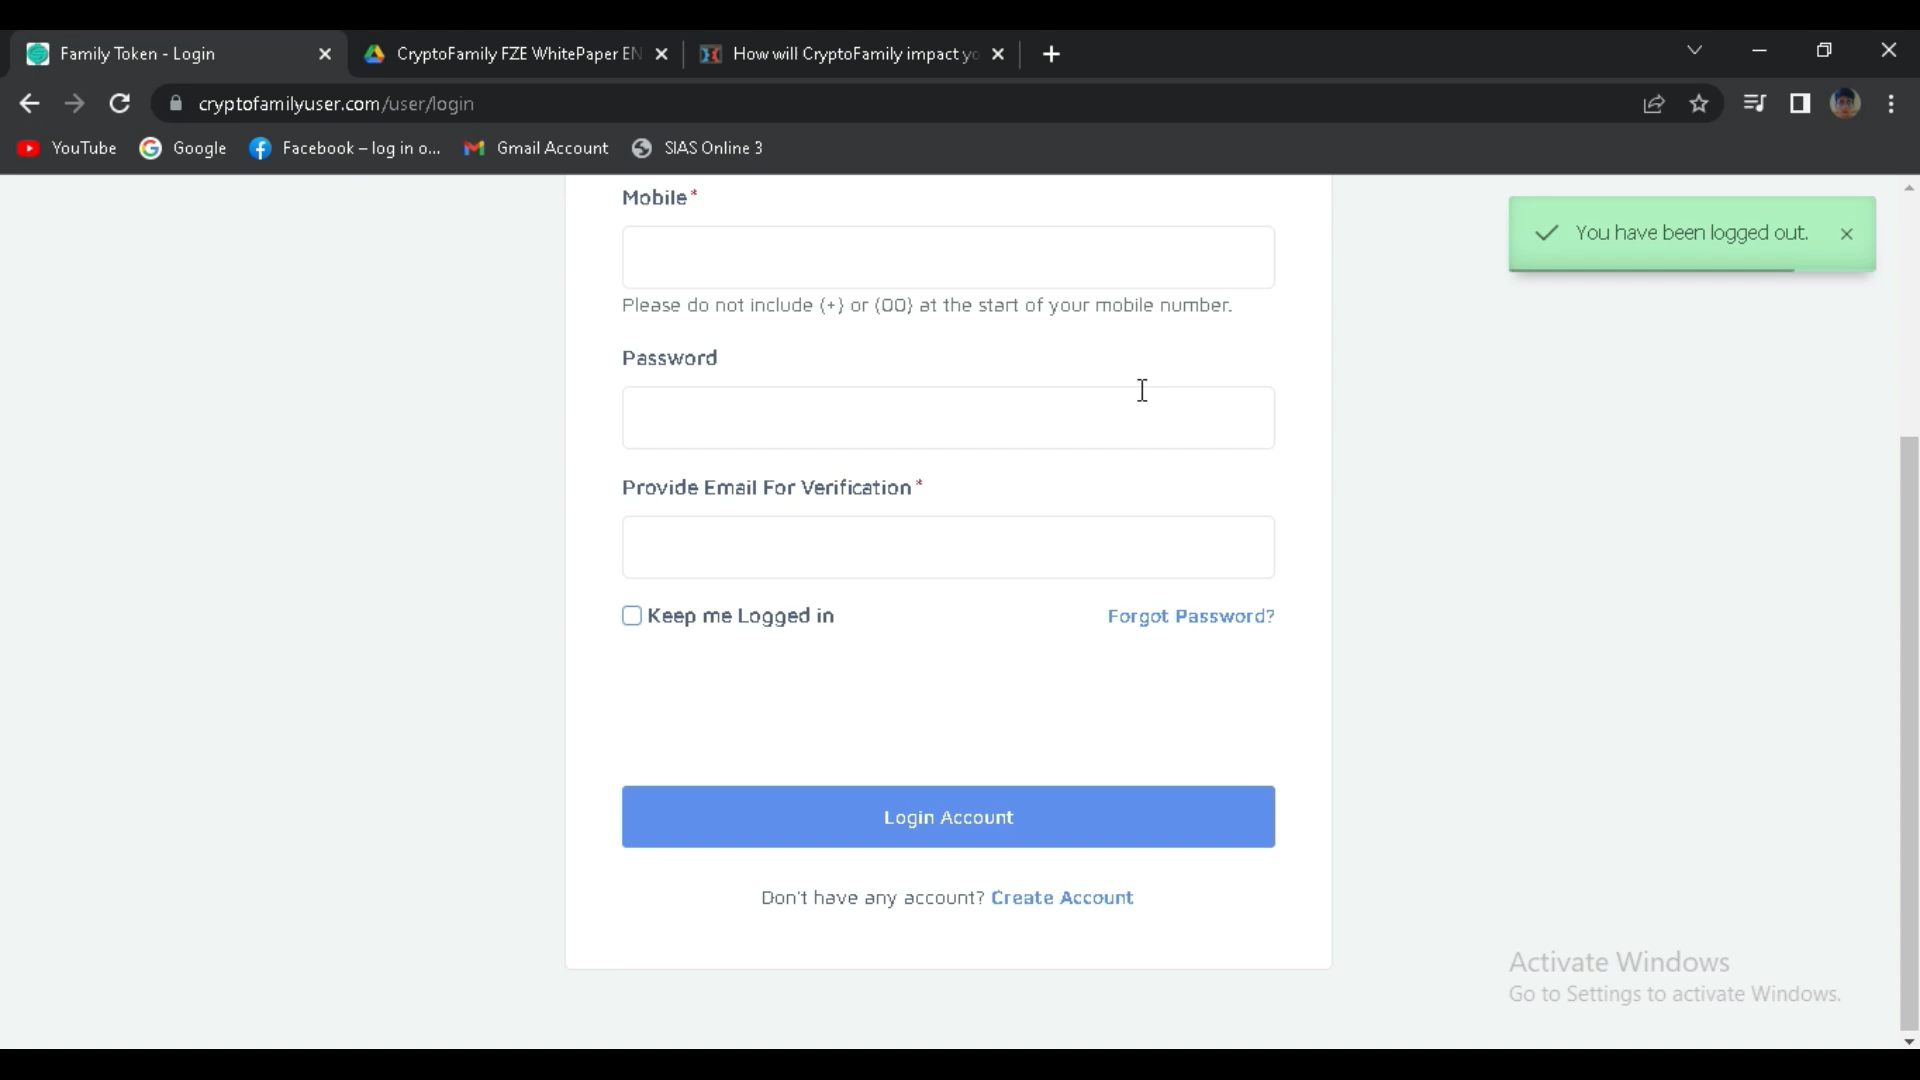 Family Token - Login
CryptoFamily FZE WhitePaper EN
How will CryptoFamily impact yo
cryptofamilyuser.com/user/login
YouTube
Google
Facebook – log in o...
Gmail Account
SIAS Online 3
Mobile*
You have been logged out.
Please do not include (+) or (00) at the start of your mobile number.
Password
Provide Email For Verification*
Keep me Logged in
Forgot Password?
Login Account
Don't have any account? Create Account
Activate Windows
Go to Settings to activate Windows.